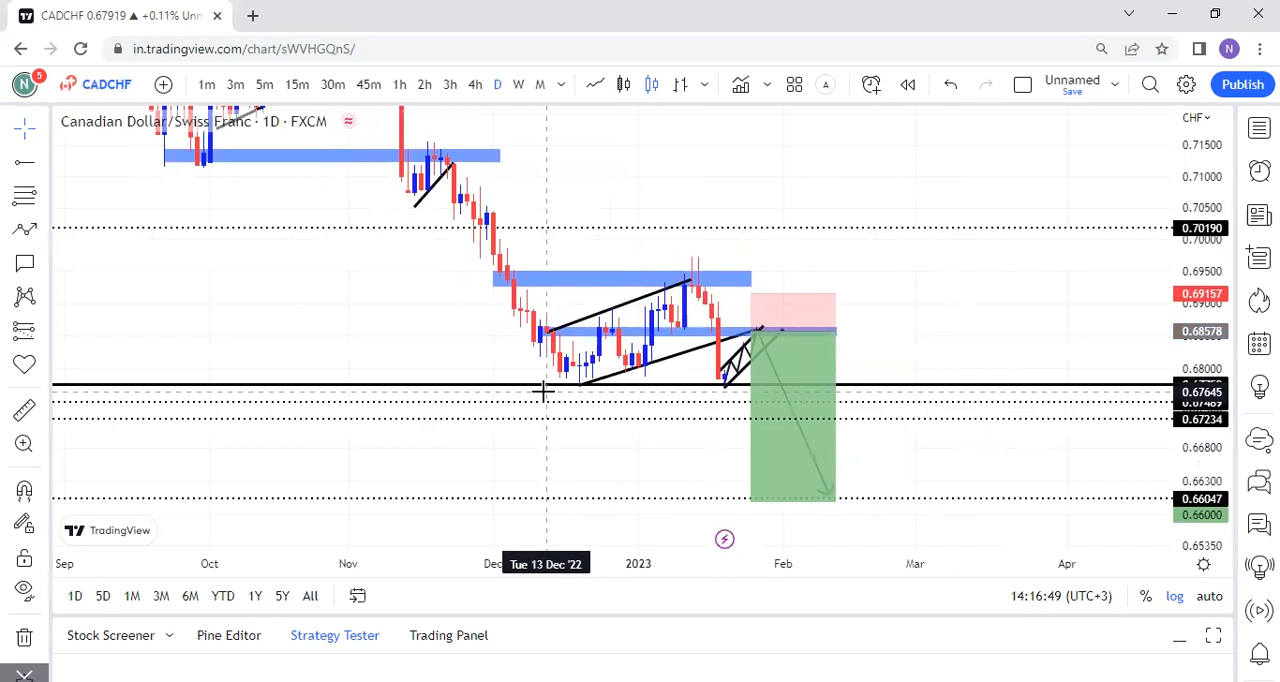 CADCHF 0.67919 ▲ +0.11% Unn
in.tradingview.com/chart/sWVHGQnS/
N
N 5 CADCHF 1m 3m 5m 15m 30m 45m 1h 2h 3h 4h D W M A Unnamed Save Publish
Canadian Dollar/Swiss Franc · 1D · FXCM
CHF
0.71500
0.71000
0.70500
0.70190
0.70000
0.69500
0.69157
0.69000
0.68578
0.68000
0.67645
0.67469
0.67234
0.66800
0.66300
0.66047
0.66000
0.65350
TradingView
Sep Oct Nov Dec Tue 13 Dec '22 2023 Feb Mar Apr
1D 5D 1M 3M 6M YTD 1Y 5Y All 14:16:49 (UTC+3) % log auto
Stock Screener Pine Editor Strategy Tester Trading Panel